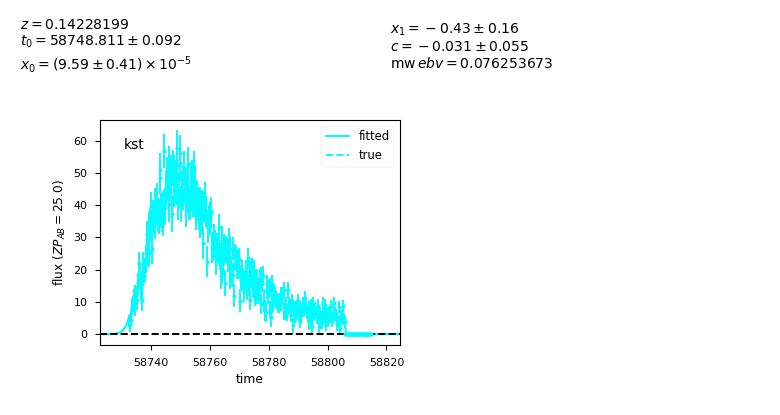 z = 0.14228199
t₀ = 58748.811 ± 0.092
x₀ = (9.59 ± 0.41) × 10⁻⁵
x₁ = −0.43 ± 0.16
c = −0.031 ± 0.055
mw ebv = 0.076253673
kst
fitted
true
flux (ZP_AB = 25.0)
60
50
40
30
20
10
0
58740 58760 58780 58800 58820
time